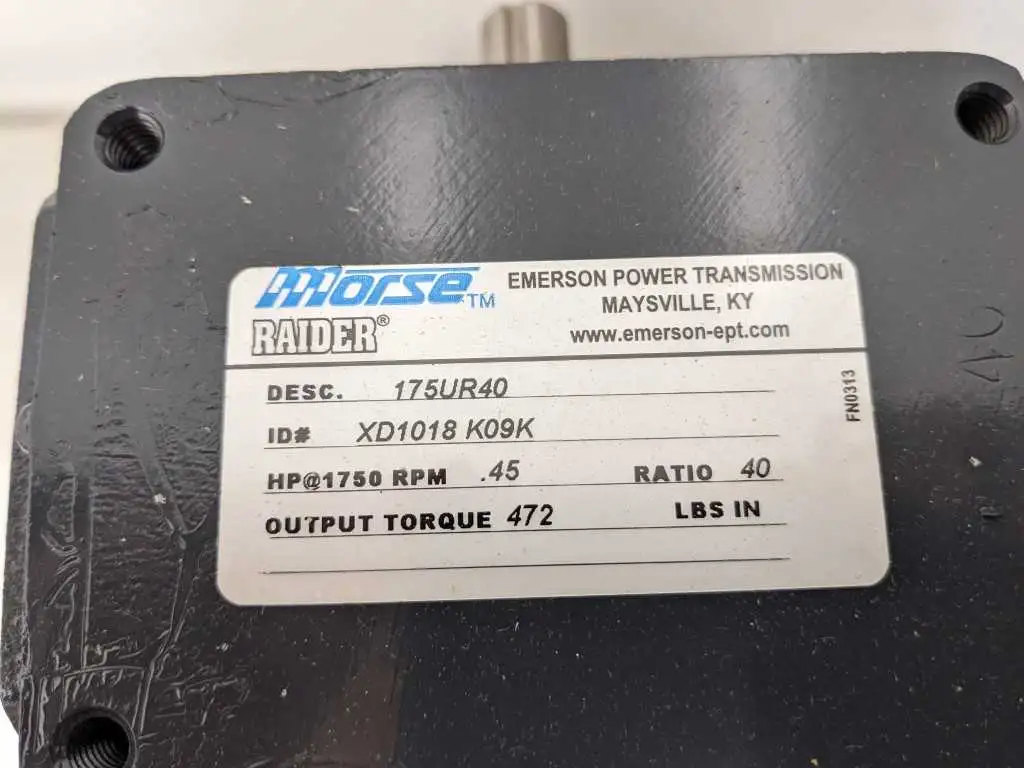 Morse™ EMERSON POWER TRANSMISSION
MAYSVILLE, KY
RAIDER® www.emerson-ept.com
DESC. 175UR40
ID# XD1018 K09K
HP@1750 RPM .45 RATIO 40
OUTPUT TORQUE 472 LBS IN
FN0313